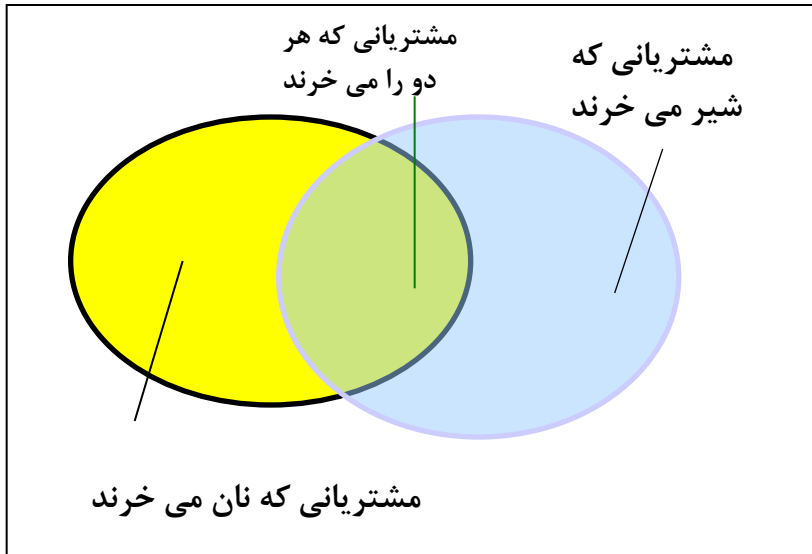 مشتریانی که هر
دو را می خرند
مشتریانی که
شیر می خرند
مشتریانی که نان می خرند